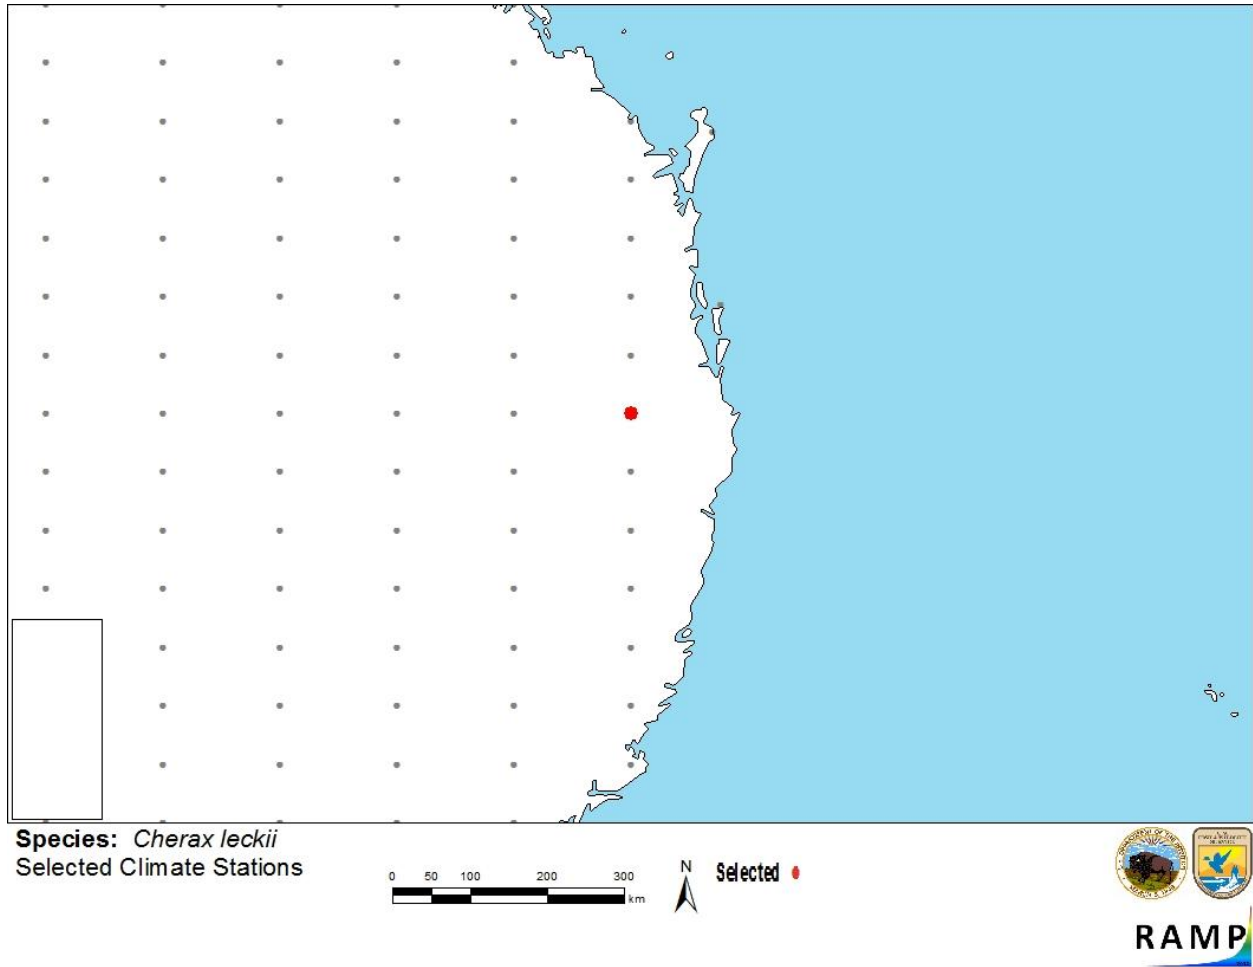 Species: Cherax leckii
Selected Climate Stations
0 50 100 200 300
km
N
Selected
RAMP